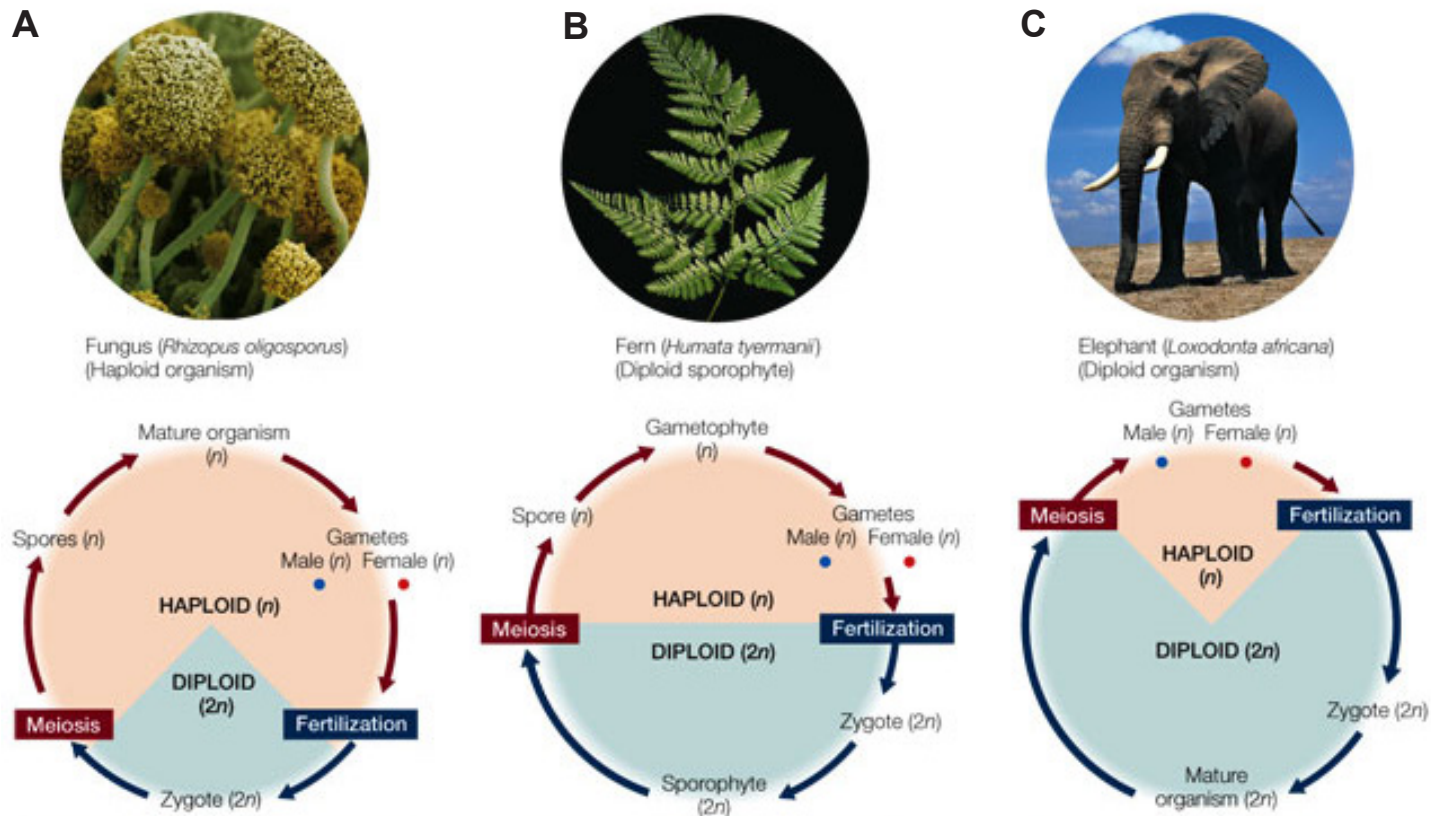 A
B
C
Fungus (Rhizopus oligosporus)
(Haploid organism)
Fern (Humata tyermanii)
(Diploid sporophyte)
Elephant (Loxodonta africana)
(Diploid organism)
Mature organism
(n)
Spores (n)
Gametes
Male (n) Female (n)
HAPLOID (n)
DIPLOID
(2n)
Meiosis
Fertilization
Zygote (2n)
Gametophyte
(n)
Spore (n)
Gametes
Male (n) Female (n)
HAPLOID (n)
Meiosis
Fertilization
DIPLOID (2n)
Zygote (2n)
Sporophyte
(2n)
Gametes
Male (n) Female (n)
Meiosis
Fertilization
HAPLOID
(n)
DIPLOID (2n)
Zygote (2n)
Mature
organism (2n)